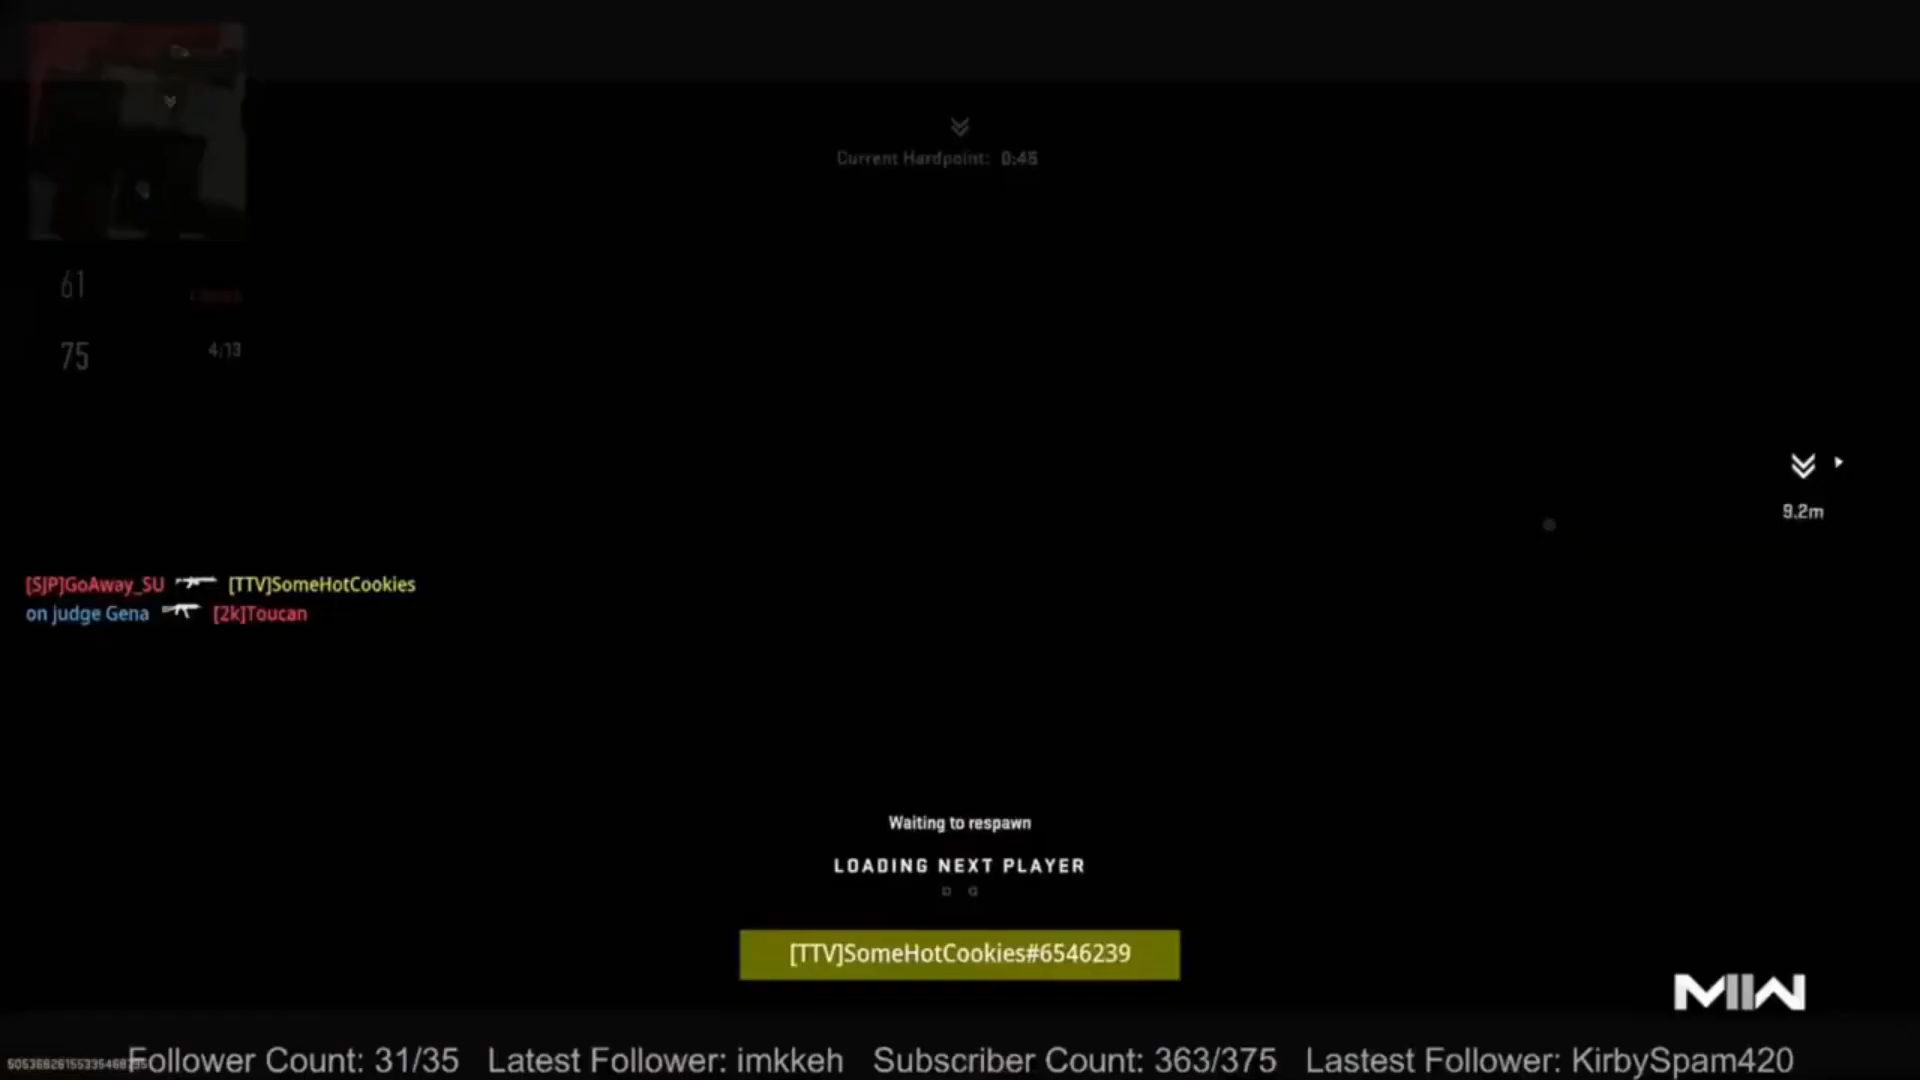 Current Hardpoint: 0:45
61
75 4/13
9.2m
[SJP]GoAway_SU [TTV]SomeHotCookies
on judge Gena [2k]Toucan
Waiting to respawn
LOADING NEXT PLAYER
[TTV]SomeHotCookies#6546239
MIIW
Follower Count: 31/35 Latest Follower: imkkeh Subscriber Count: 363/375 Lastest Follower: KirbySpam420